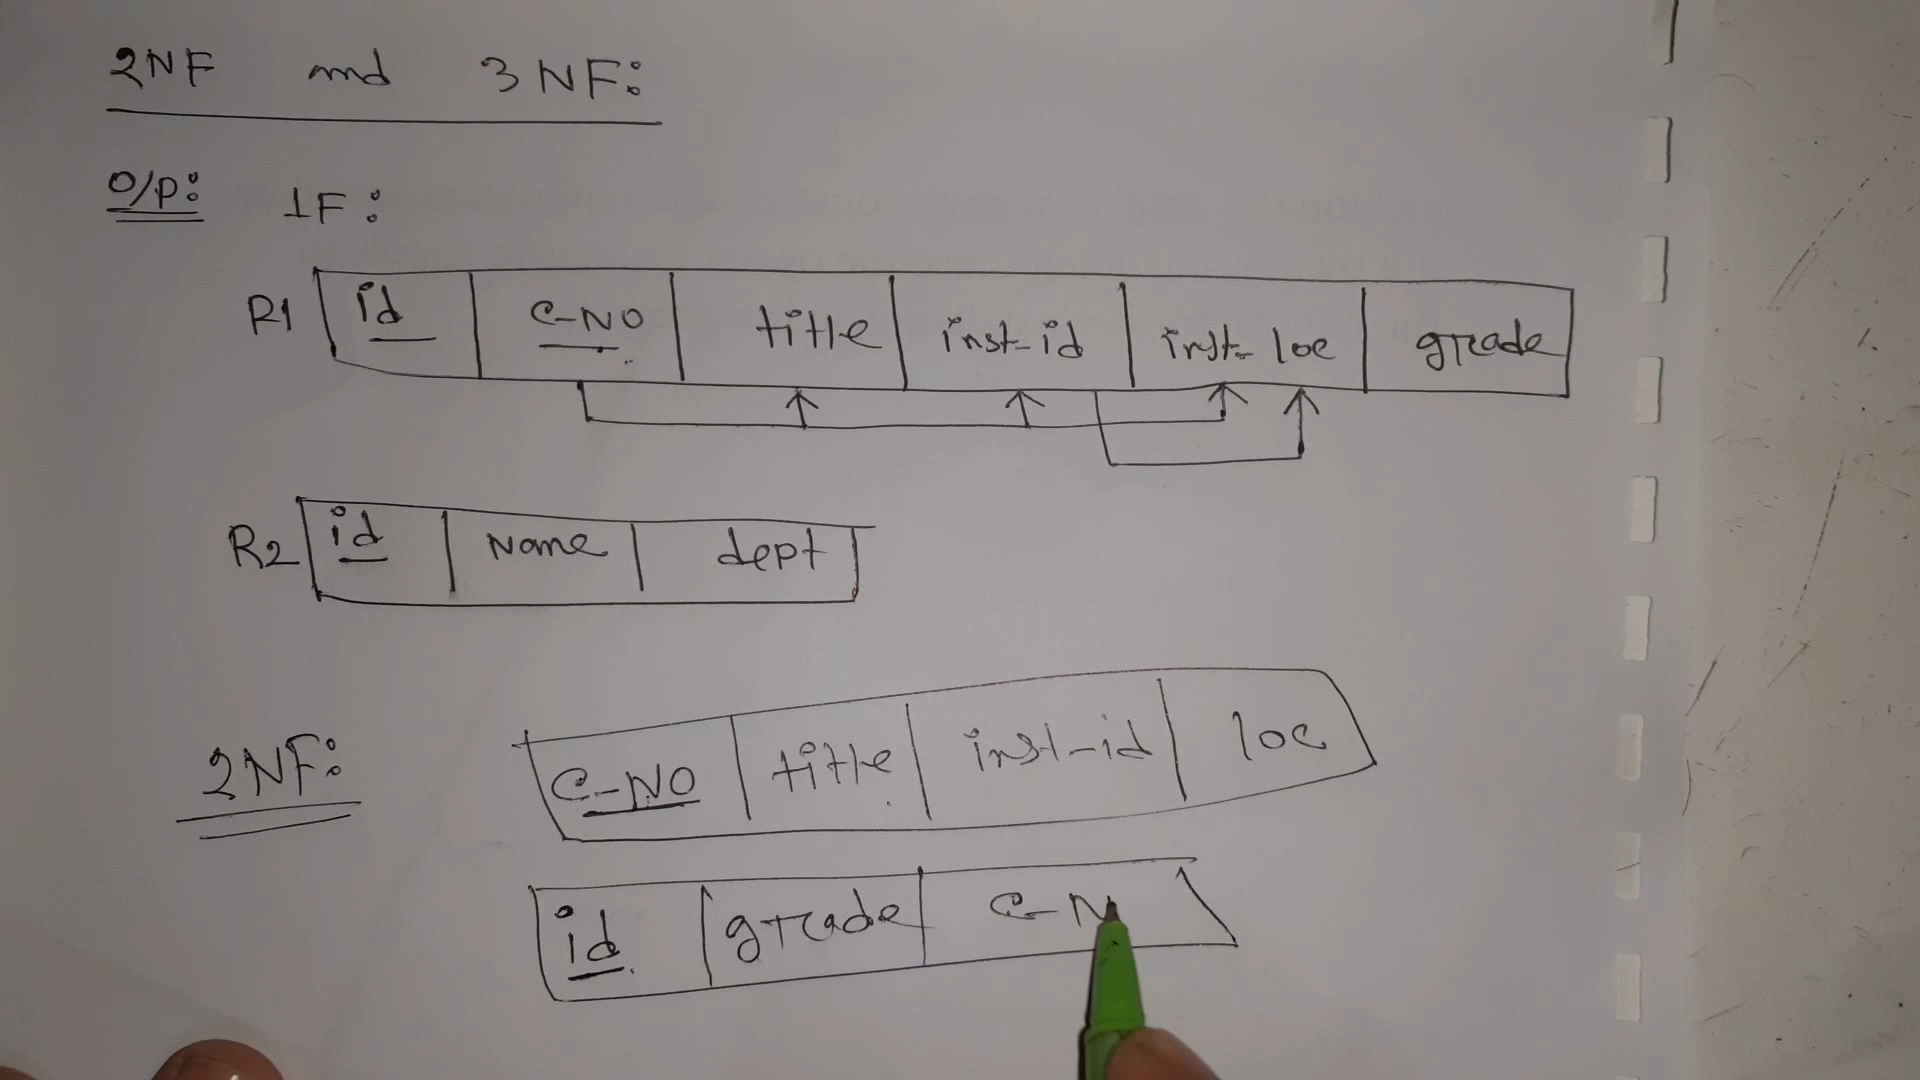 2NF and 3NF:
O/P: 1F:
R1 id C-NO title inst-id inst-loc grade
R2 id Name dept
2NF: C-NO title inst-id loc
id grade C-N